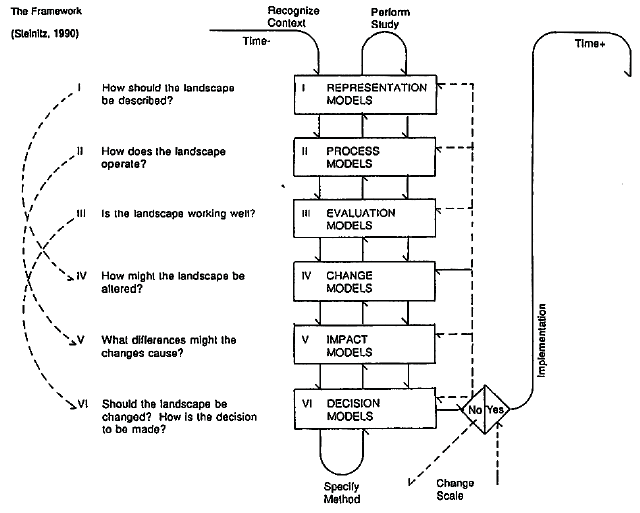 The Framework
(Steinitz, 1990)
Recognize
Context
Perform
Study
Time-
Time+
I How should the landscape
be described?
I REPRESENTATION
MODELS
II How does the landscape
operate?
II PROCESS
MODELS
III Is the landscape working well?
III EVALUATION
MODELS
IV How might the landscape be
altered?
IV CHANGE
MODELS
V What differences might the
changes cause?
V IMPACT
MODELS
Implementation
VI Should the landscape be
changed? How is the decision
to be made?
VI DECISION
MODELS
No Yes
Specify
Method
Change
Scale